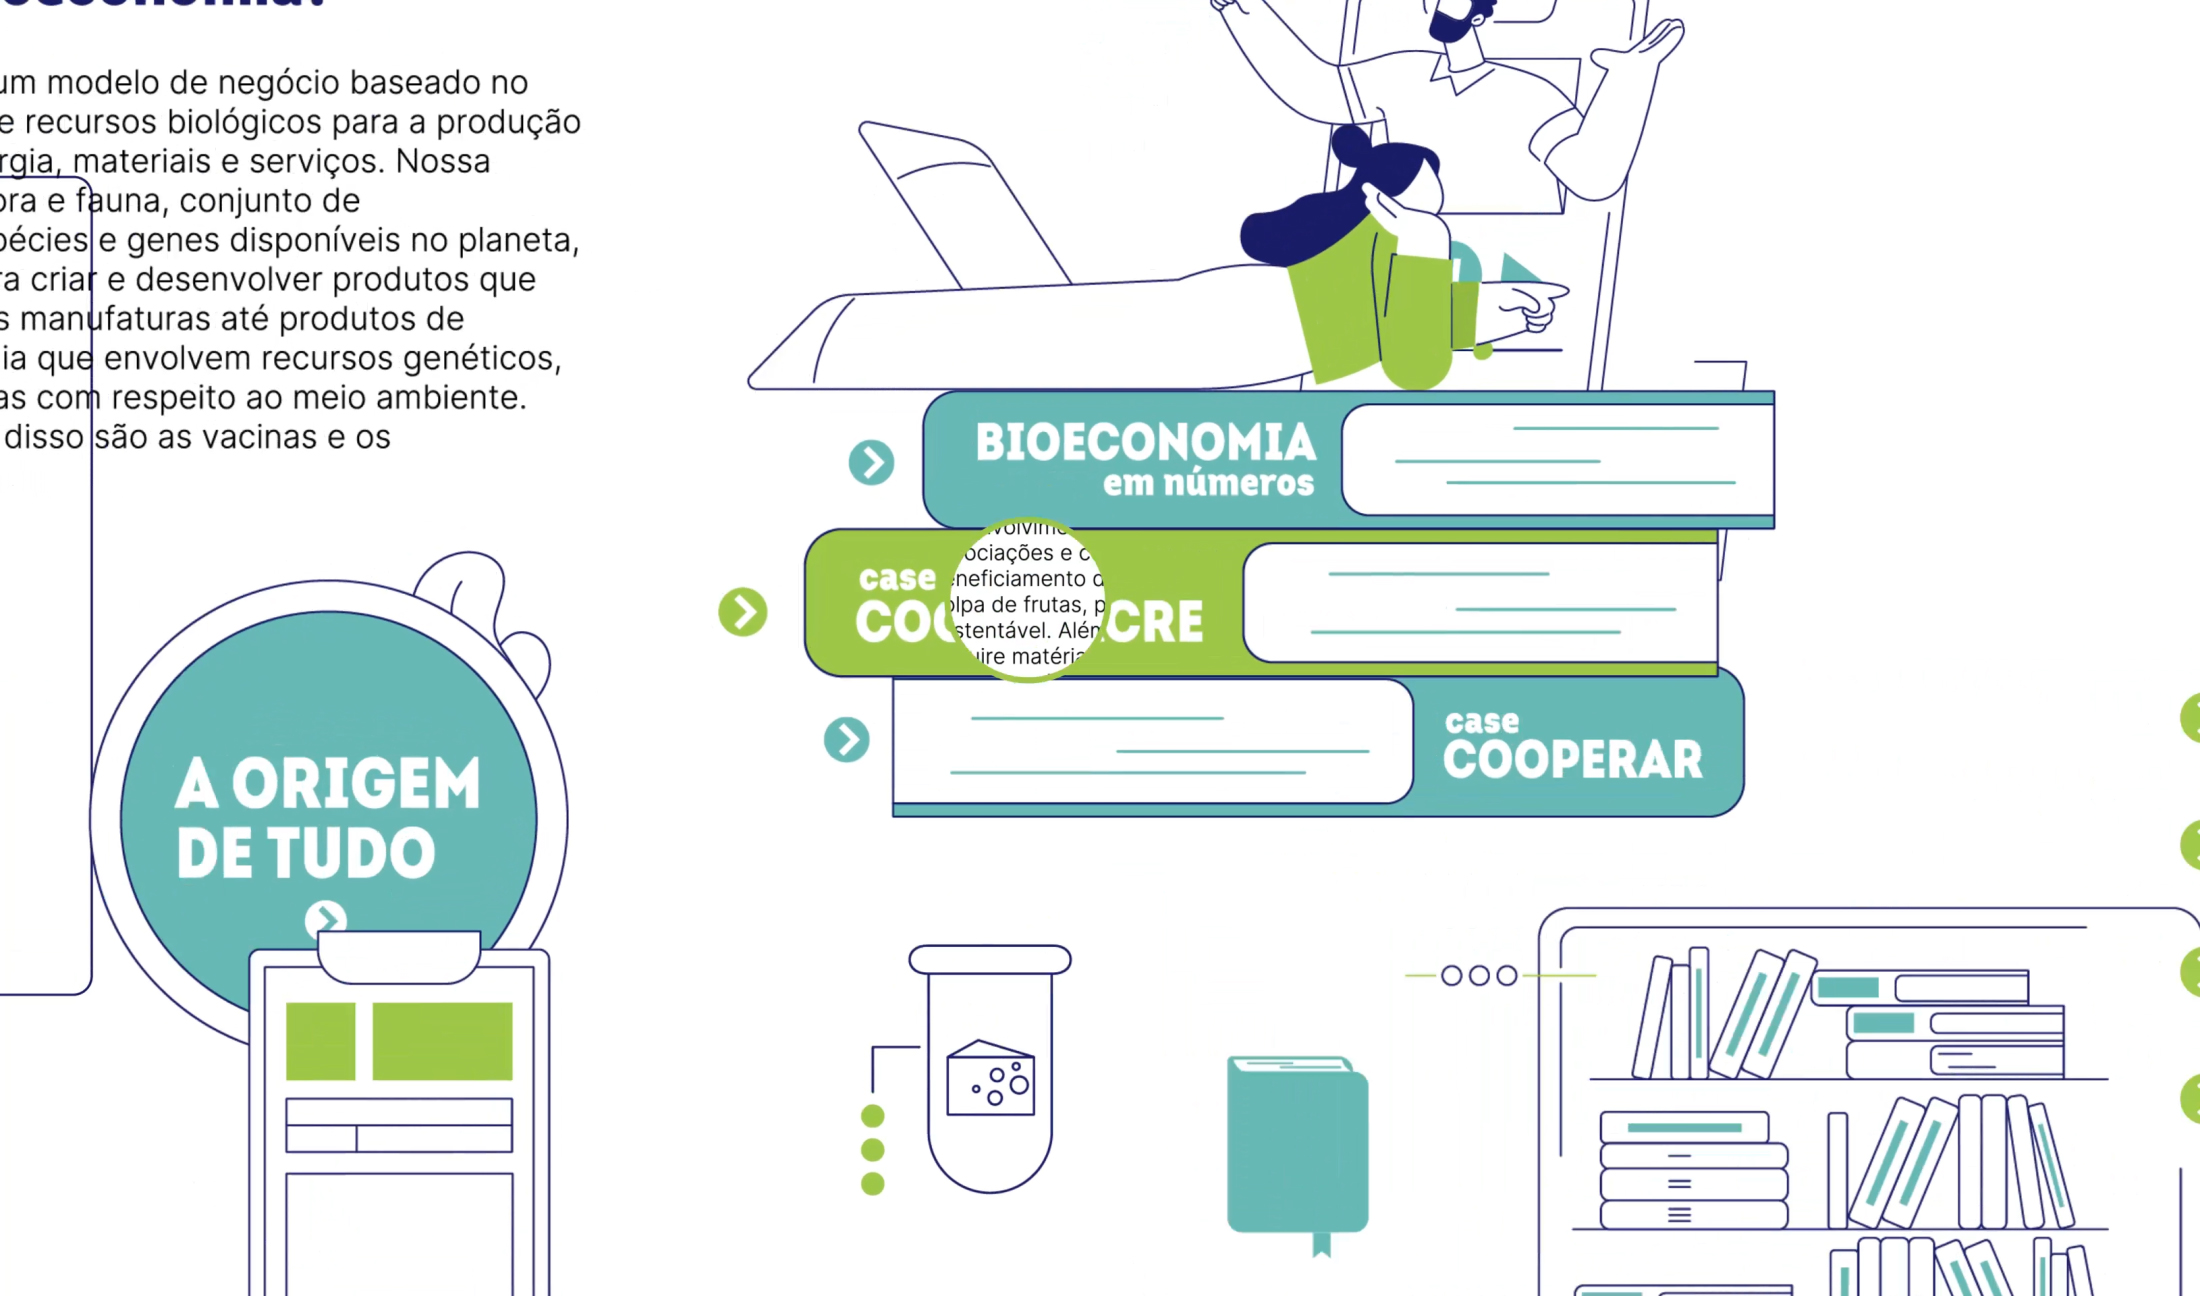 um modelo de negócio baseado no
e recursos biológicos para a produção
rgia, materiais e serviços. Nossa
ora e fauna, conjunto de
pécies e genes disponíveis no planeta,
ra criar e desenvolver produtos que
s manufaturas até produtos de
ia que envolvem recursos genéticos,
as com respeito ao meio ambiente.
disso são as vacinas e os
BIOECONOMIA
em números
case
COO CRE
volvime
ociações e c
neficiamento d
olpa de frutas, p
stentável. Alén
uire matéria
case
COOPERAR
A ORIGEM
DE TUDO